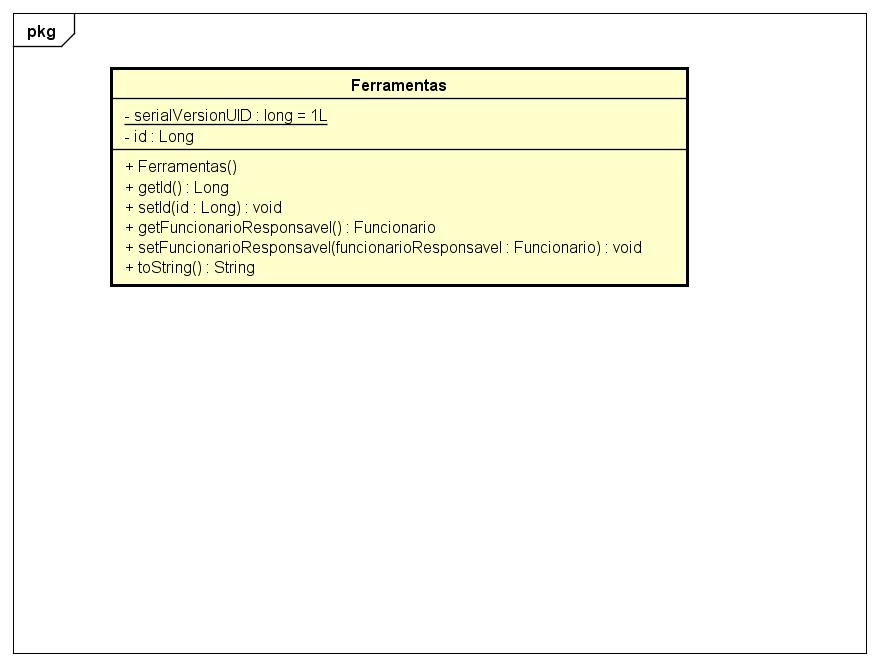 pkg
Ferramentas
- serialVersionUID : long = 1L
- id : Long
+ Ferramentas()
+ getId() : Long
+ setId(id : Long) : void
+ getFuncionarioResponsavel() : Funcionario
+ setFuncionarioResponsavel(funcionarioResponsavel : Funcionario) : void
+ toString() : String